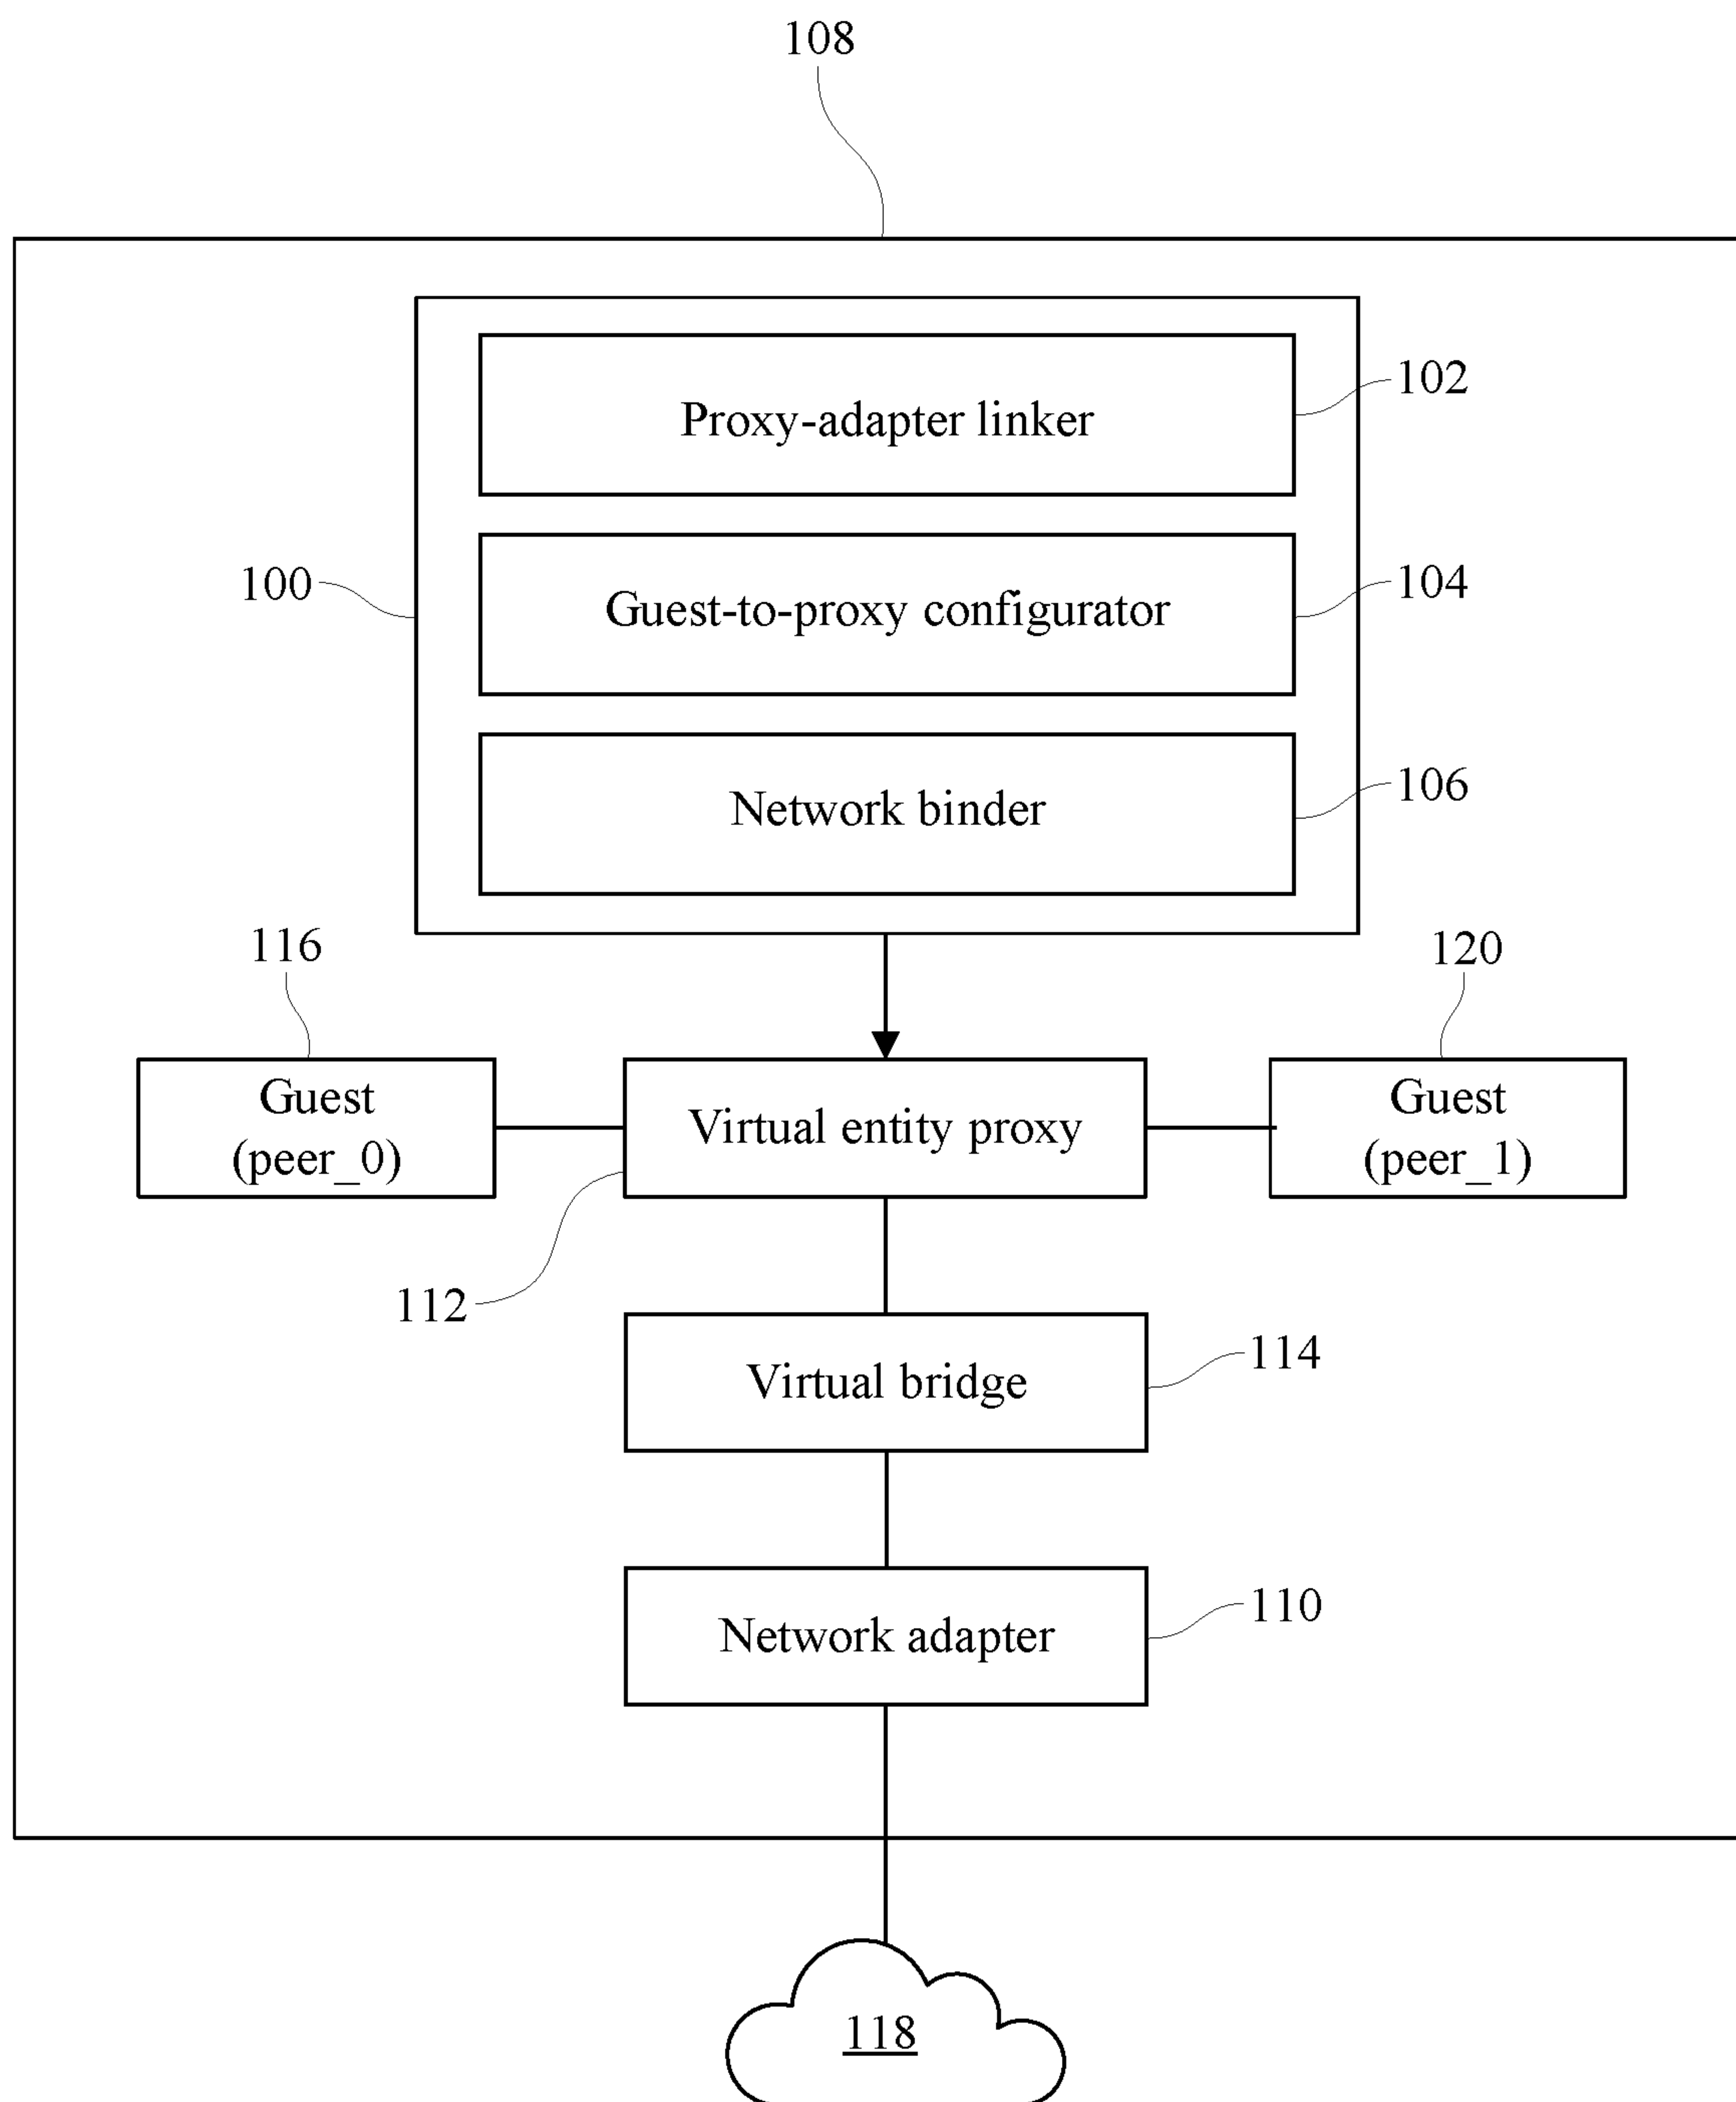 108
Proxy-adapter linker
102
100
Guest-to-proxy configurator
104
Network binder
106
116
120
Guest
(peer_0)
Virtual entity proxy
Guest
(peer_1)
112
Virtual bridge
114
Network adapter
110
118